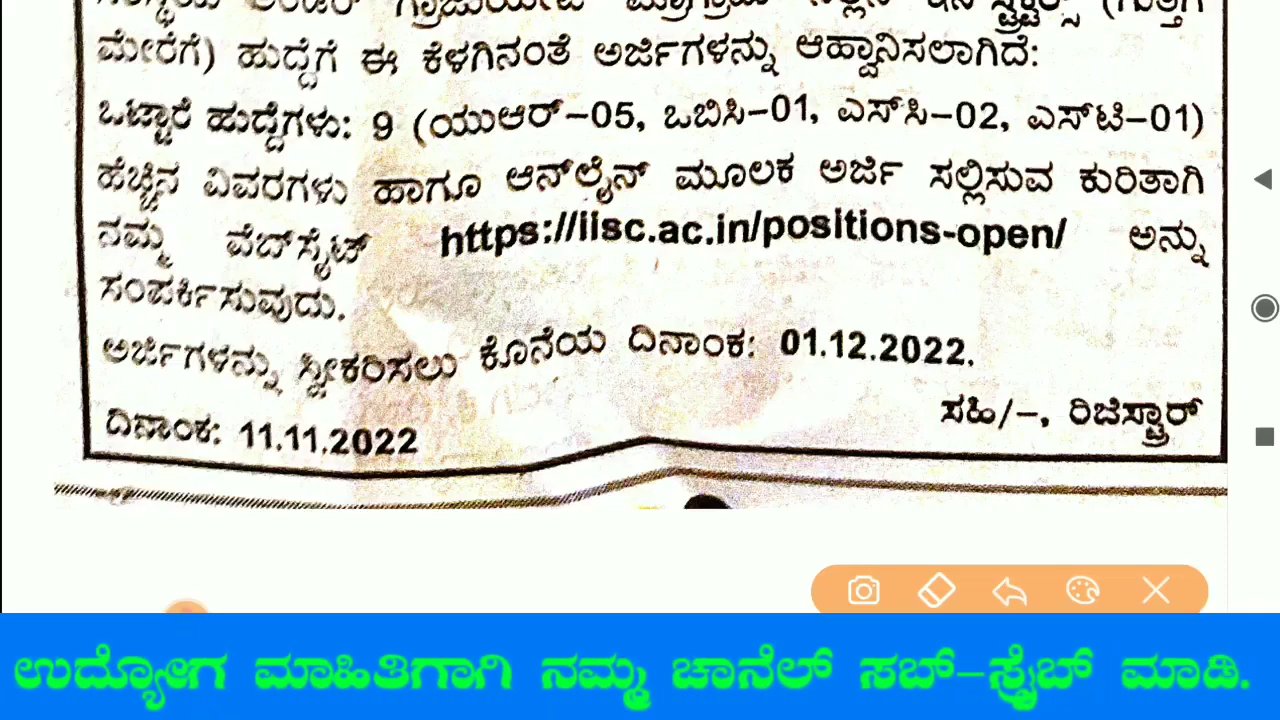 ಸಂಸ್ಥೆಯ ಅಂಡರ್ ಗ್ರಾಜುಯೇಟ್ ಪ್ರೋಗ್ರಾಮ್ (ಗುತ್ತಿಗೆ
ಮೇರೆಗೆ) ಹುದ್ದೆಗೆ ಈ ಕೆಳಗಿನಂತೆ ಅರ್ಜಿಗಳನ್ನು ಆಹ್ವಾನಿಸಲಾಗಿದೆ:
ಒಟ್ಟಾರೆ ಹುದ್ದೆಗಳು: 9 (ಯುಆರ್-05, ಒಬಿಸಿ-01, ಎಸ್‌ಸಿ-02, ಎಸ್‌ಟಿ-01)
ಹೆಚ್ಚಿನ ವಿವರಗಳು ಹಾಗೂ ಆನ್‌ಲೈನ್ ಮೂಲಕ ಅರ್ಜಿ ಸಲ್ಲಿಸುವ ಕುರಿತಾಗಿ
ನಮ್ಮ ವೆಬ್‌ಸೈಟ್ https://iisc.ac.in/positions-open/ ಅನ್ನು
ಸಂಪರ್ಕಿಸುವುದು.
ಅರ್ಜಿಗಳನ್ನು ಸ್ವೀಕರಿಸಲು ಕೊನೆಯ ದಿನಾಂಕ: 01.12.2022.
ದಿನಾಂಕ: 11.11.2022 ಸಹಿ/-, ರಿಜಿಸ್ಟ್ರಾರ್
ಉದ್ಯೋಗ ಮಾಹಿತಿಗಾಗಿ ನಮ್ಮ ಚಾನೆಲ್ ಸಬ್-ಸ್ಕ್ರೈಬ್ ಮಾಡಿ.